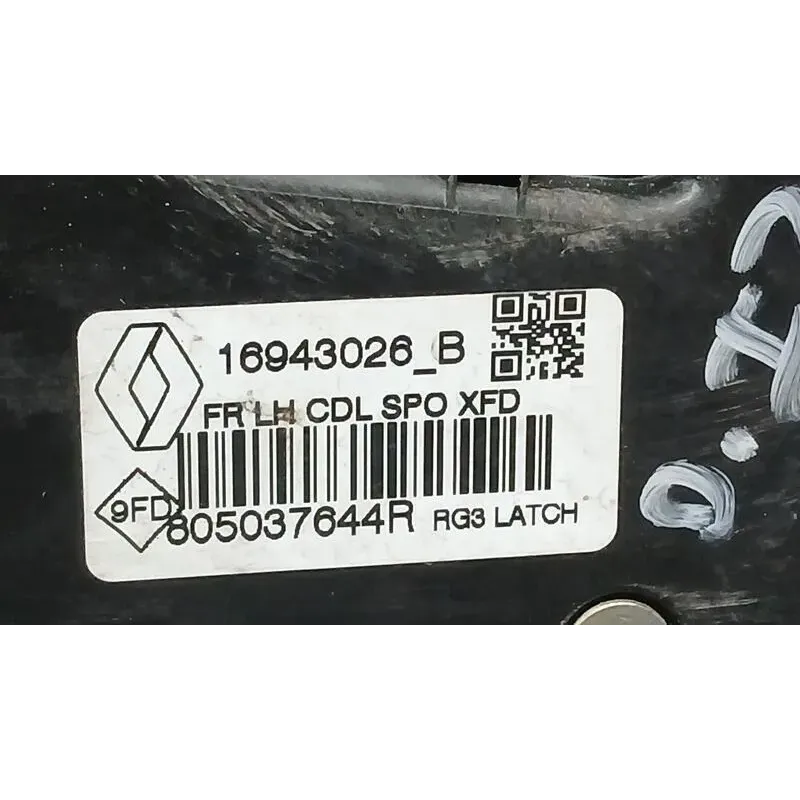 16943026_B
FR LH CDL SPO XFD
9FD
805037644R RG3 LATCH